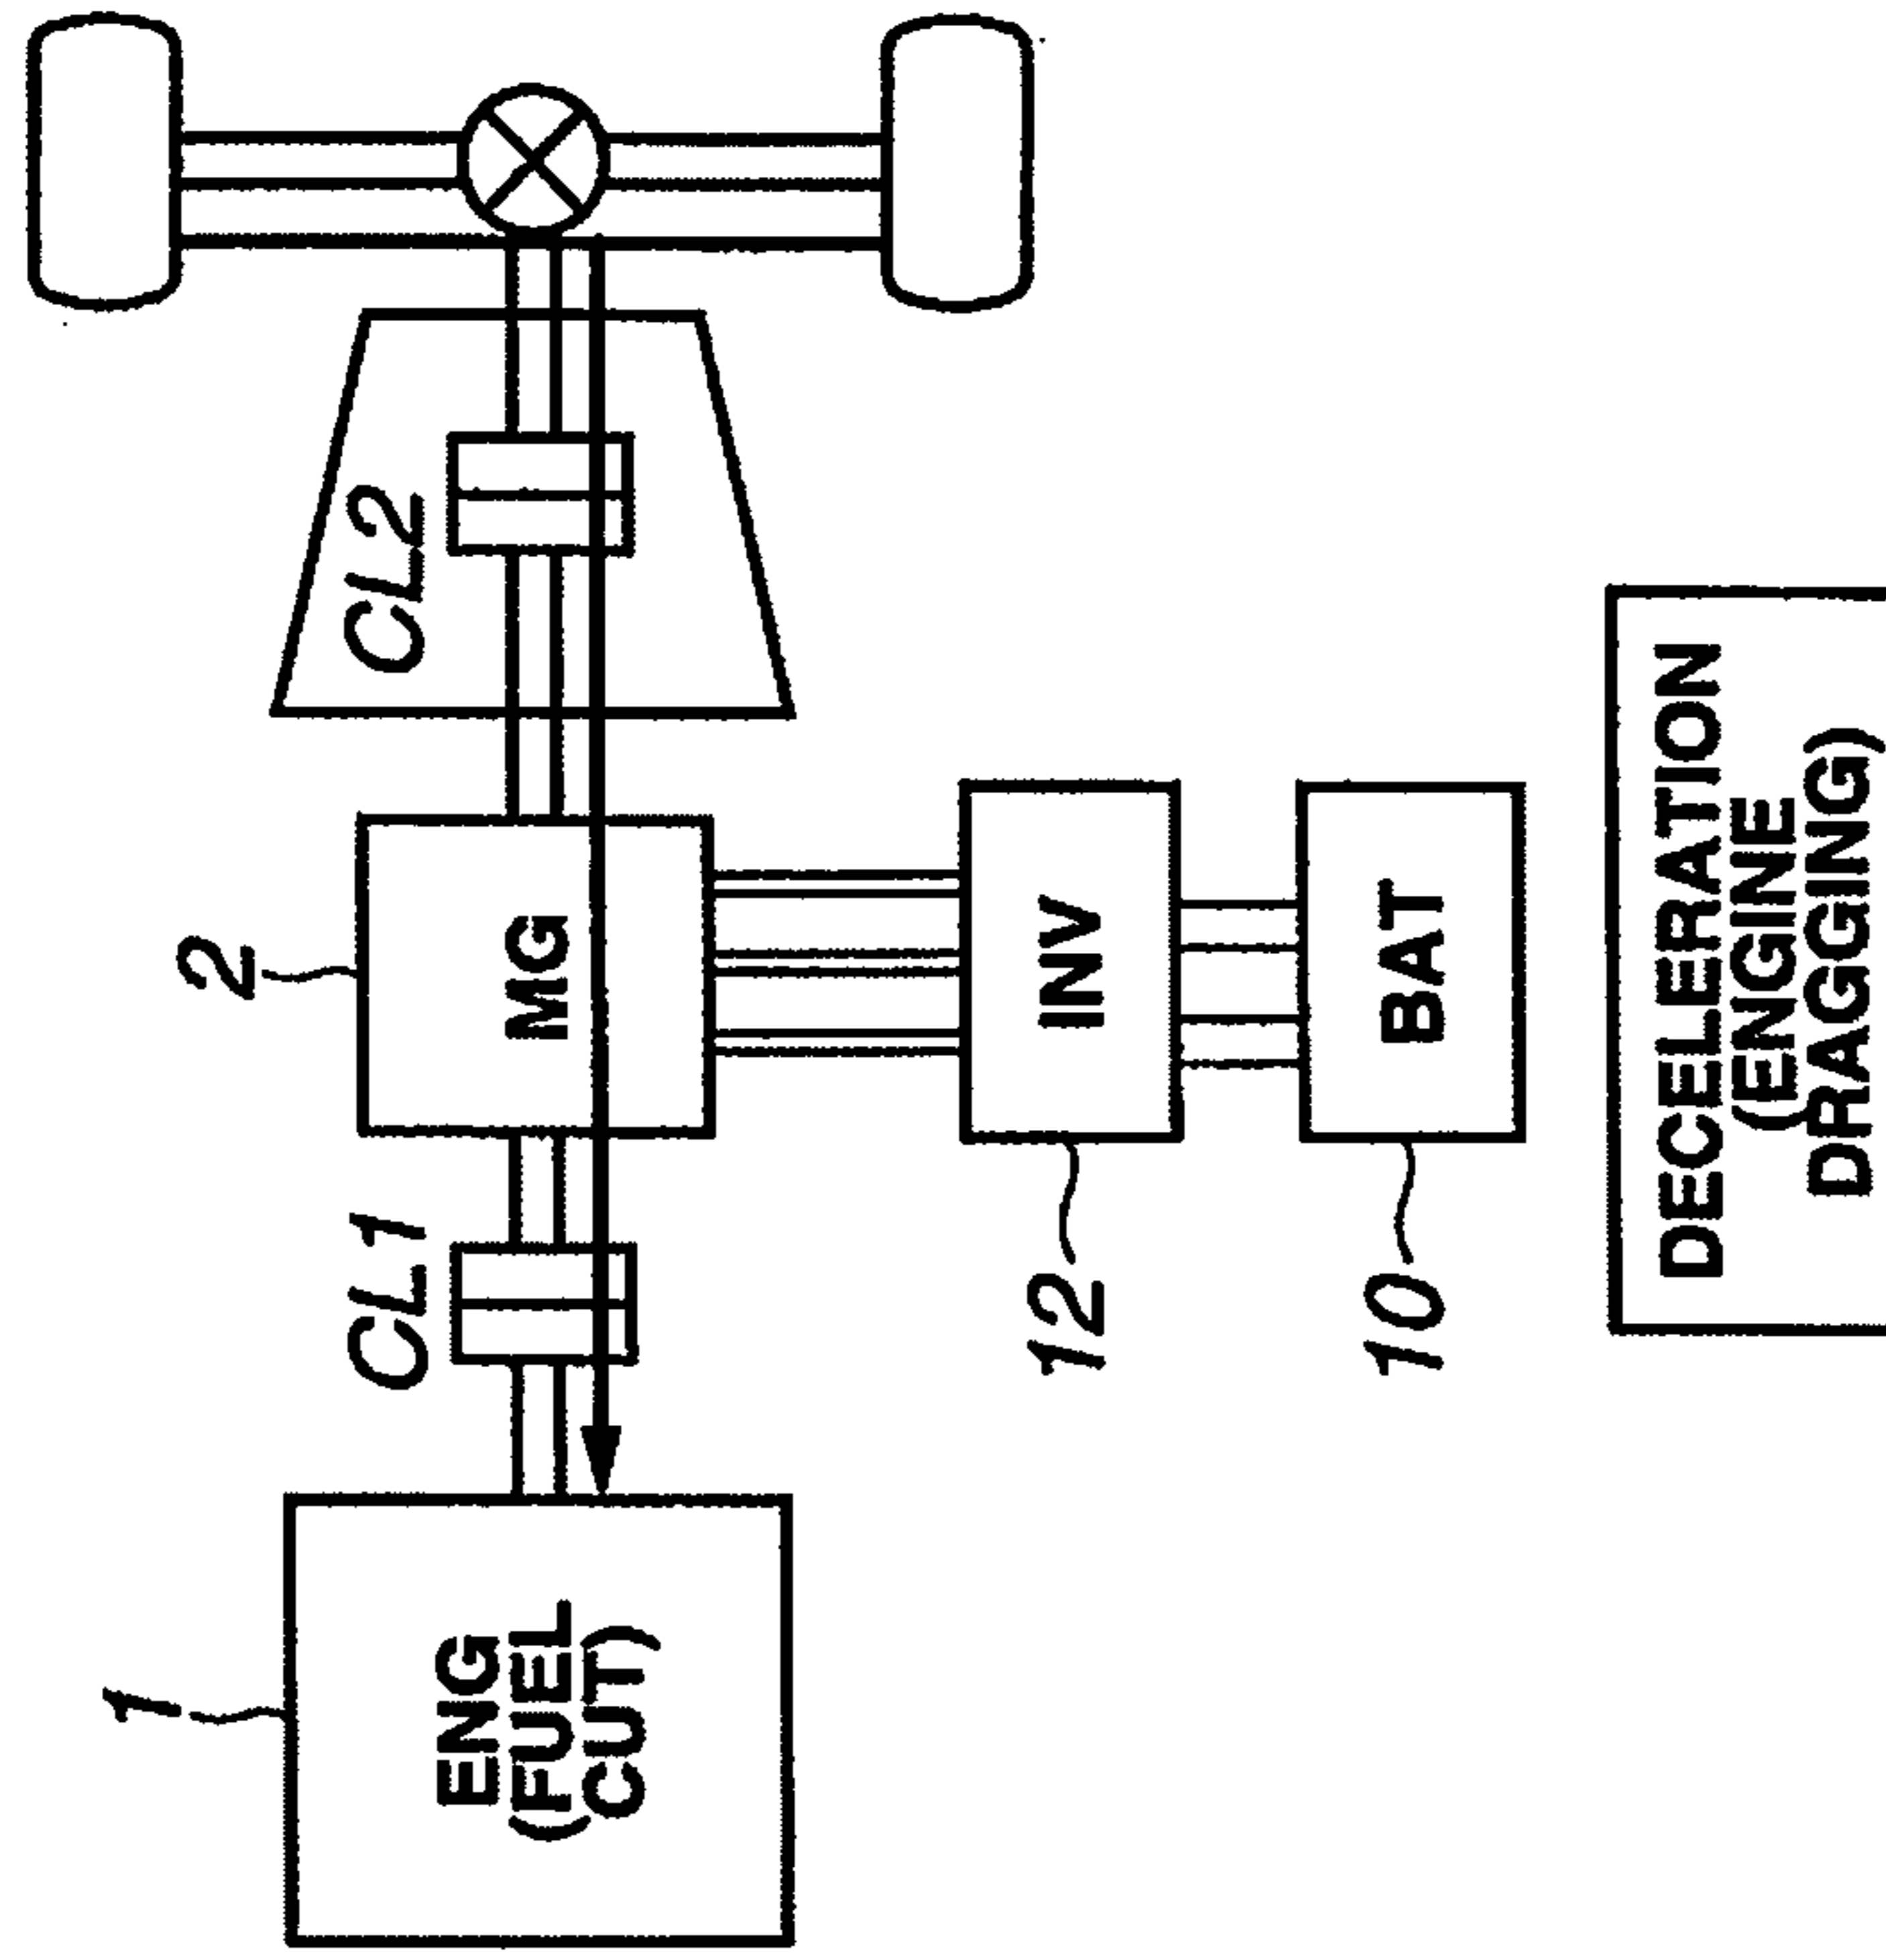 1
ENG
(FUEL
CUT)
CL1
2
MG
CL2
12
INV
10
BAT
DECELERATION
(ENGINE
DRAGGING)